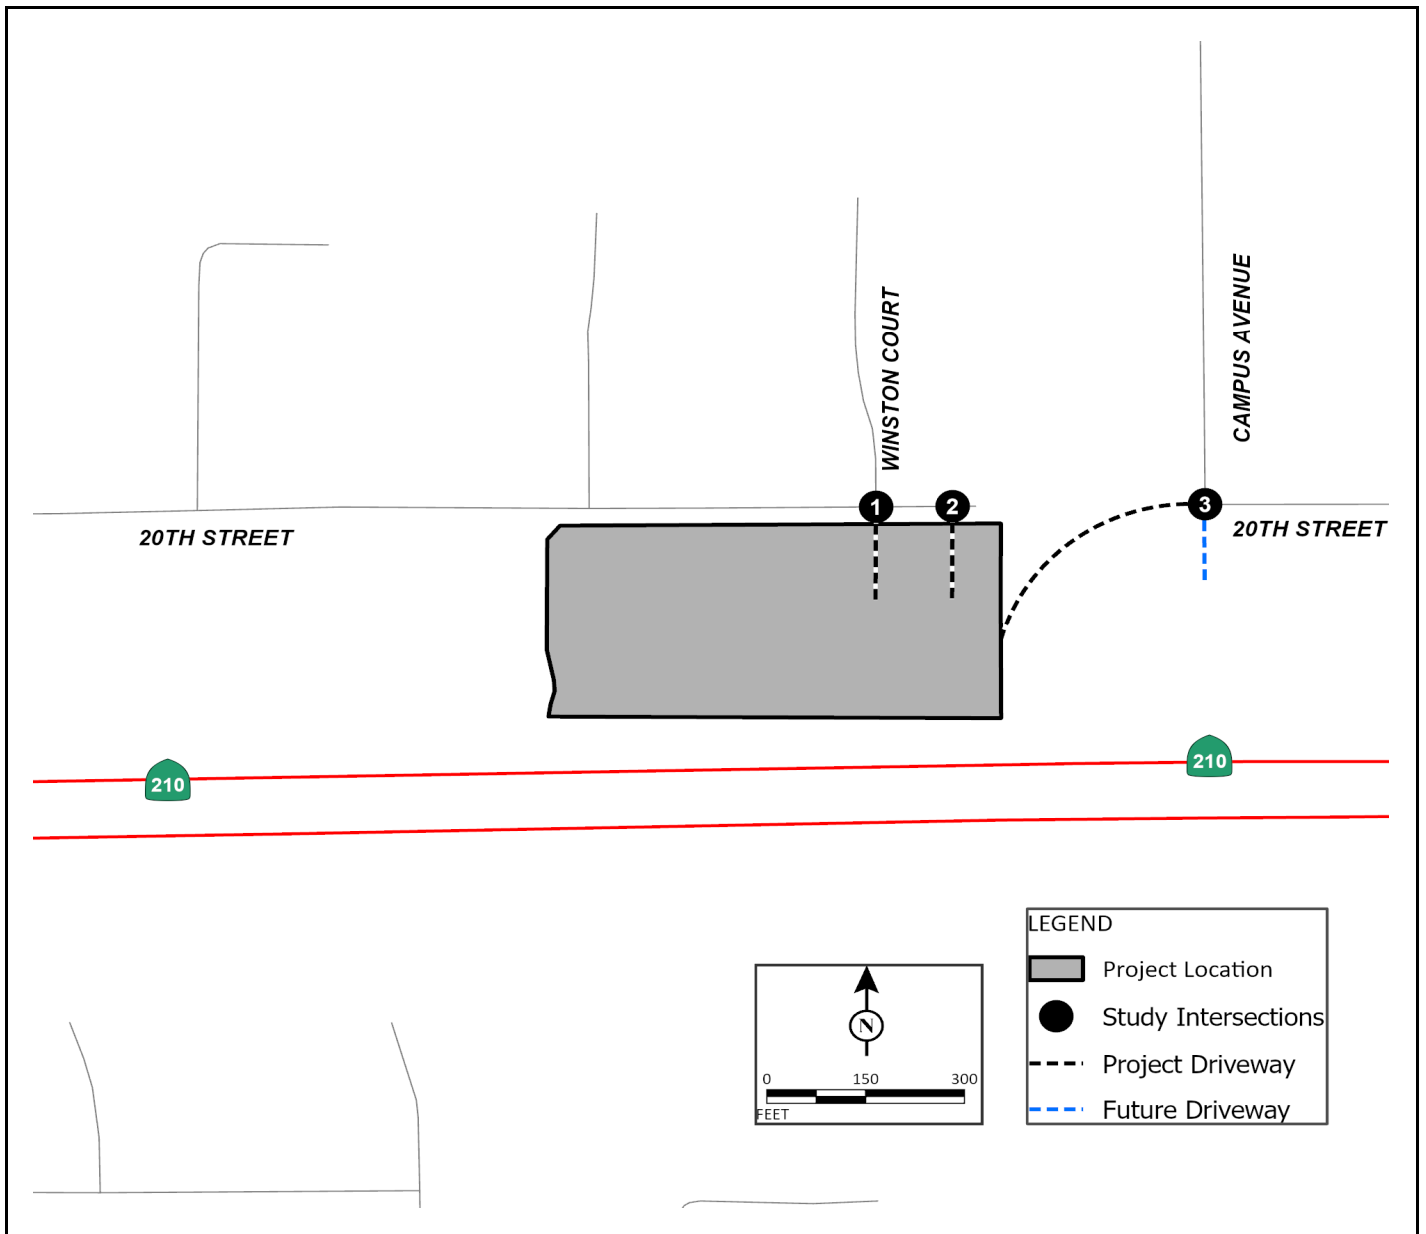 WINSTON COURT
CAMPUS AVENUE
1
2
3
20TH STREET
20TH STREET
210
210
LEGEND
Project Location
Study Intersections
Project Driveway
Future Driveway
N
0 150 300
FEET